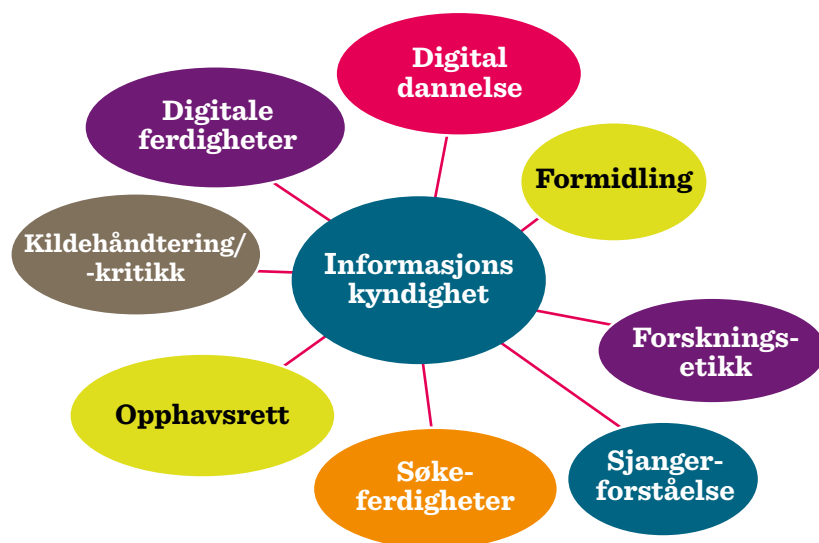 Digital
dannelse
Digitale
ferdigheter
Formidling
Kildehåndtering/
-kritikk
Informasjons
kyndighet
Forsknings-
etikk
Opphavsrett
Søke-
ferdigheter
Sjanger-
forståelse